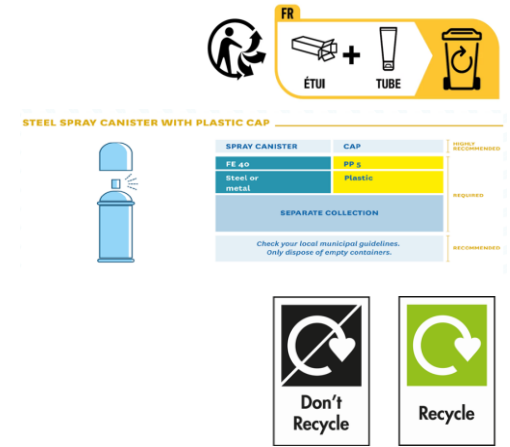 FR
+
ÉTUI TUBE
STEEL SPRAY CANISTER WITH PLASTIC CAP
SPRAY CANISTER CAP HIGHLY
RECOMMENDED
FE 40 PP 5
Steel or Plastic
metal
REQUIRED
SEPARATE COLLECTION
Check your local municipal guidelines. RECOMMENDED
Only dispose of empty containers.
Don't
Recycle
Recycle